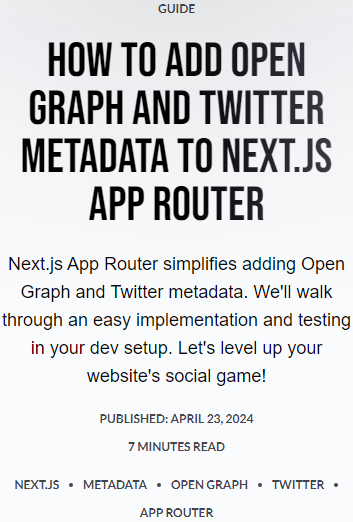 GUIDE
HOW TO ADD OPEN
GRAPH AND TWITTER
METADATA TO NEXT.JS
APP ROUTER
Next.js App Router simplifies adding Open
Graph and Twitter metadata. We'll walk
through an easy implementation and testing
in your dev setup. Let's level up your
website's social game!
PUBLISHED: APRIL 23, 2024
7 MINUTES READ
NEXT.JS • METADATA • OPEN GRAPH • TWITTER •
APP ROUTER